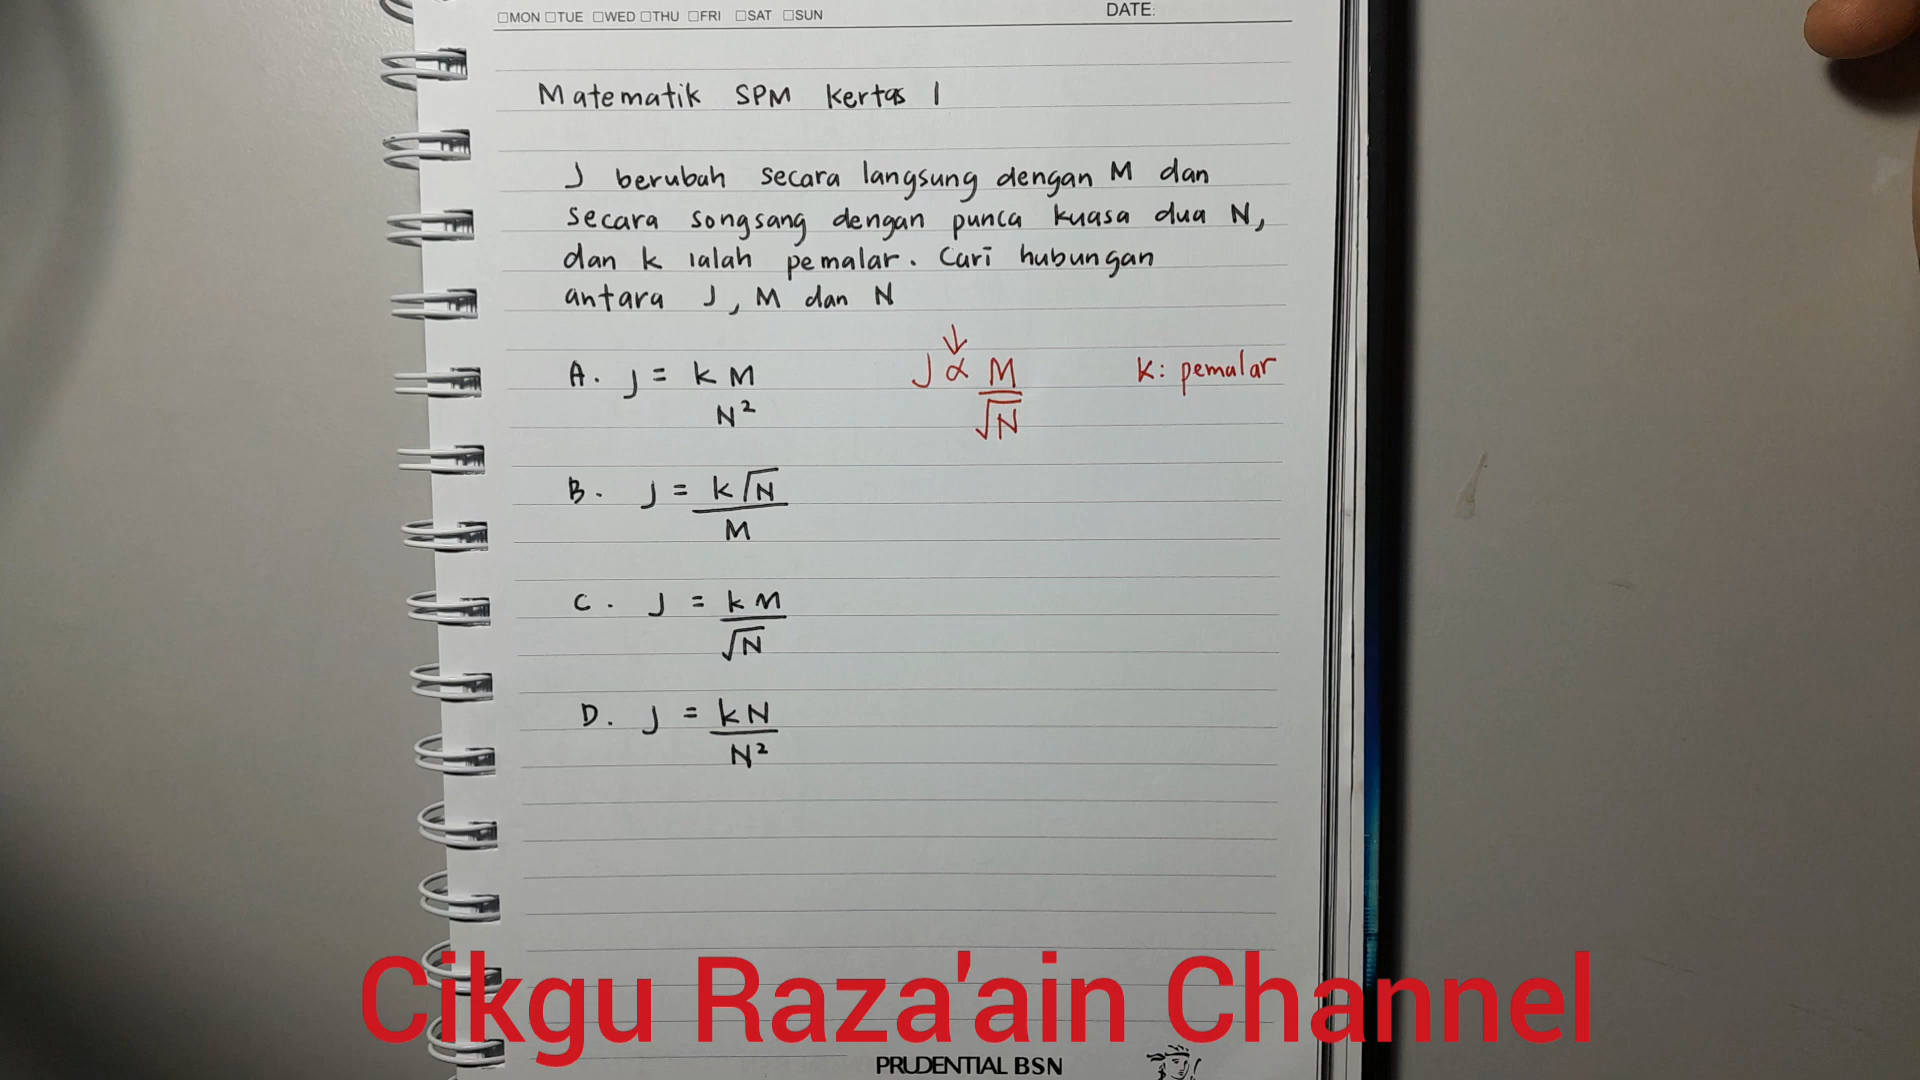 □MON □TUE □WED □THU □FRI □SAT □SUN DATE:
Matematik SPM Kertas 1
J berubah secara langsung dengan M dan
secara songsang dengan punca kuasa dua N,
dan k ialah pemalar. Cari hubungan
antara J, M dan N
A. J = k M
N²
J ∝ M
√N
K: pemalar
B. J = k√N
M
C. J = k M
√N
D. J = kN
N²
Cikgu Raza'ain Channel
PRUDENTIAL BSN